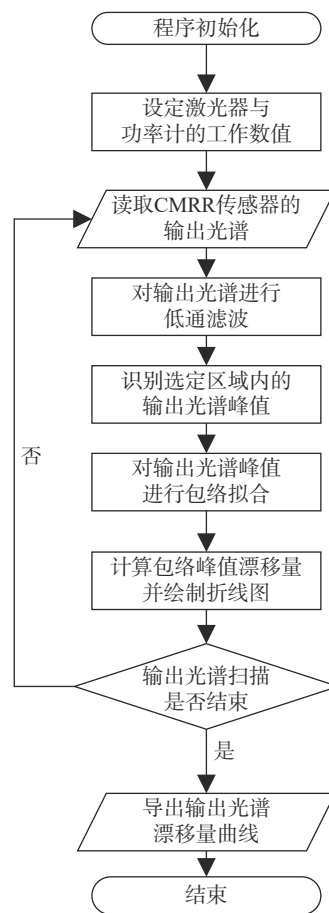 程序初始化
设定激光器与
功率计的工作数值
读取CMRR传感器的
输出光谱
对输出光谱进行
低通滤波
识别选定区域内的
输出光谱峰值
否
对输出光谱峰值
进行包络拟合
计算包络峰值漂移量
并绘制折线图
输出光谱扫描
是否结束
是
导出输出光谱
漂移量曲线
结束